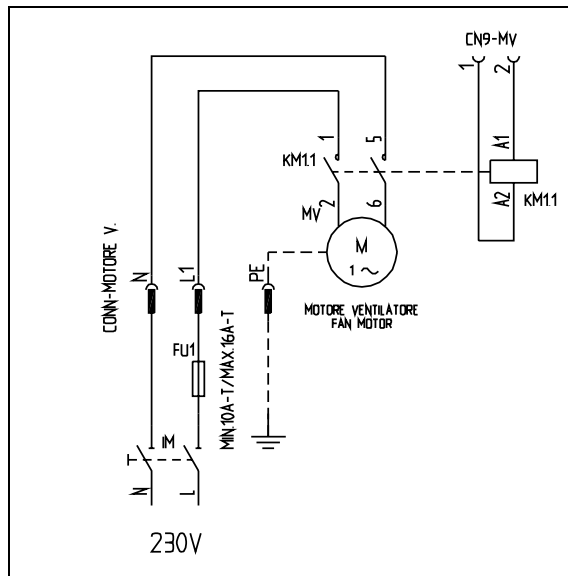 CN9-MV
1
2
1
5
KM1.1
A1
A2
KM1.1
2
6
MV
M
1 ~
MOTORE VENTILATORE
FAN MOTOR
CONN-MOTORE V.
N
L1
PE
FU1
MIN.10A-T/MAX.16A-T
IM
N
L
230V